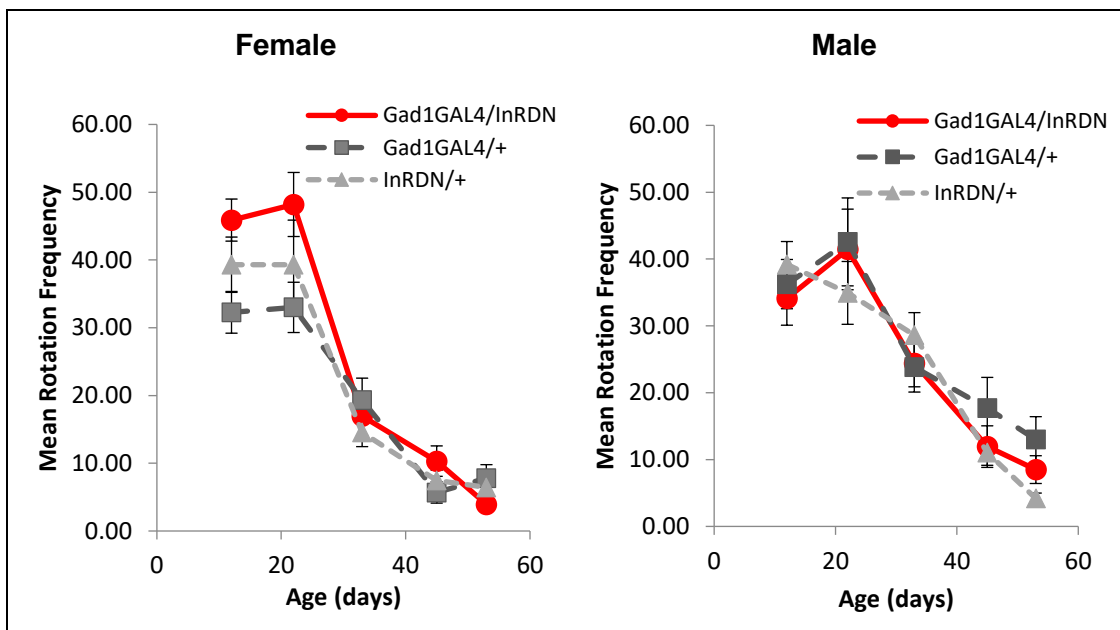 Female
Gad1GAL4/InRDN
Gad1GAL4/+
InRDN/+
60.00
50.00
40.00
30.00
20.00
10.00
0.00
Mean Rotation Frequency
0
20
40
60
Age (days)
Male
Gad1GAL4/InRDN
Gad1GAL4/+
InRDN/+
60.00
50.00
40.00
30.00
20.00
10.00
0.00
Mean Rotation Frequency
0
20
40
60
Age (days)